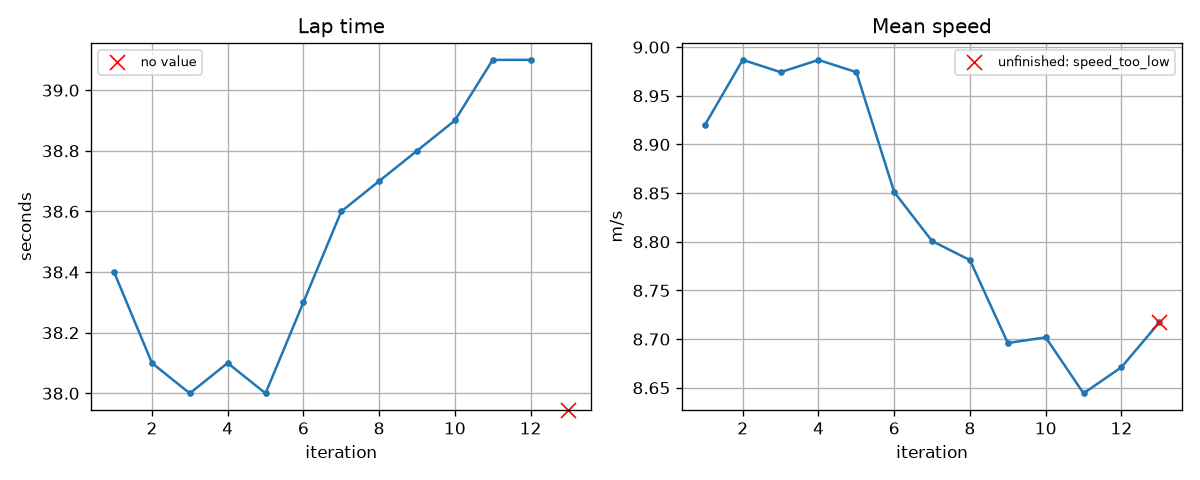 Lap time
no value
39.0
38.8
38.6
38.4
38.2
38.0
seconds
2 4 6 8 10 12
iteration
Mean speed
unfinished: speed_too_low
9.00
8.95
8.90
8.85
8.80
8.75
8.70
8.65
m/s
2 4 6 8 10 12
iteration